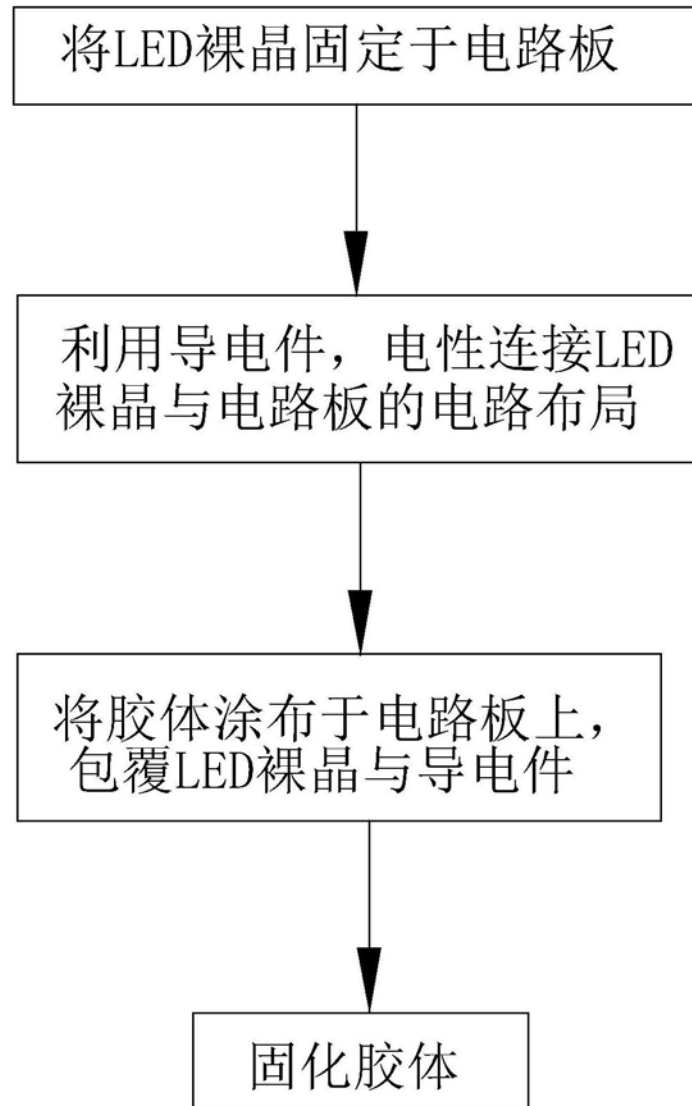 将LED裸晶固定于电路板
利用导电件，电性连接LED
裸晶与电路板的电路布局
将胶体涂布于电路板上，
包覆LED裸晶与导电件
固化胶体